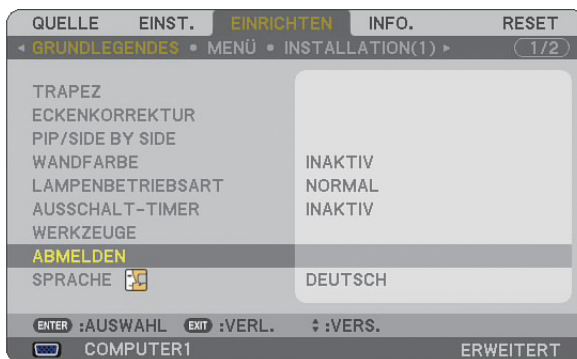 QUELLE EINST. EINRICHTEN INFO. RESET
GRUNDLEGENDES • MENÜ • INSTALLATION(1) 1/2
TRAPEZ
ECKENKORREKTUR
PIP/SIDE BY SIDE
WANDFARBE INAKTIV
LAMPENBETRIEBSART NORMAL
AUSSCHALT-TIMER INAKTIV
WERKZEUGE
ABMELDEN
SPRACHE DEUTSCH
ENTER :AUSWAHL EXIT :VERL. :VERS.
COMPUTER1 ERWEITERT